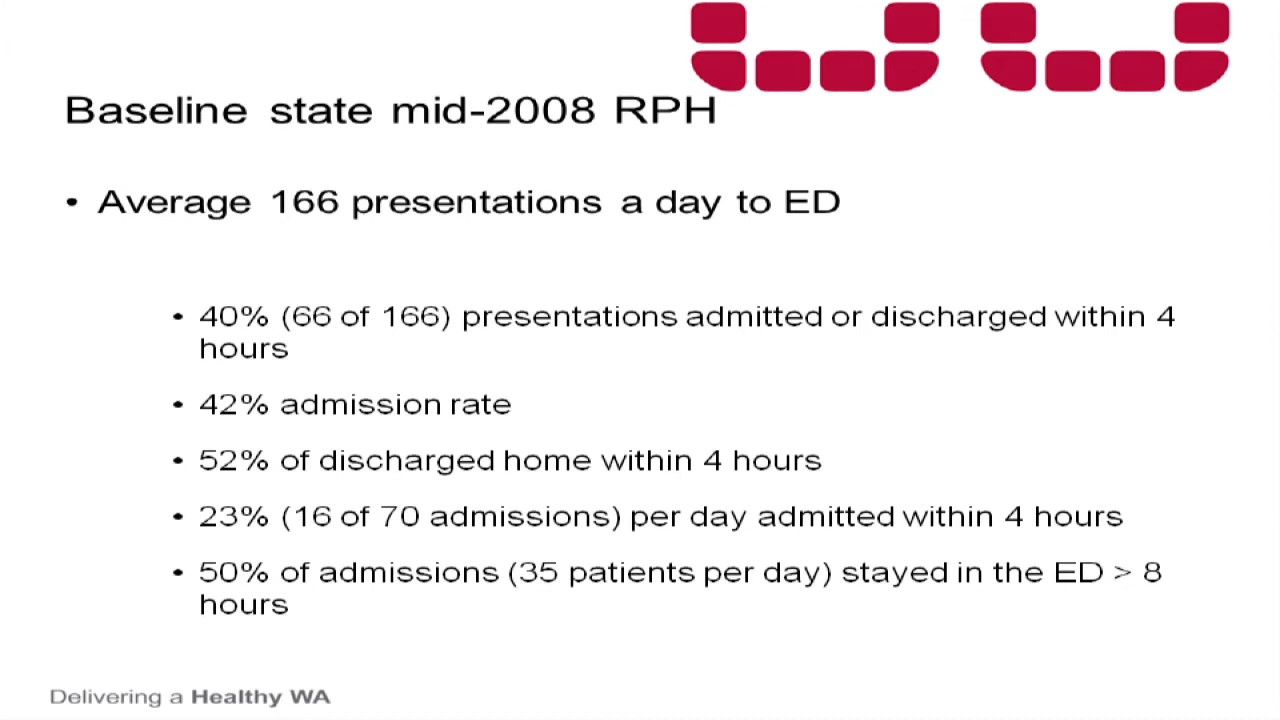 Baseline state mid-2008 RPH
• Average 166 presentations a day to ED
• 40% (66 of 166) presentations admitted or discharged within 4
hours
• 42% admission rate
• 52% of discharged home within 4 hours
• 23% (16 of 70 admissions) per day admitted within 4 hours
• 50% of admissions (35 patients per day) stayed in the ED > 8
hours
Delivering a Healthy WA